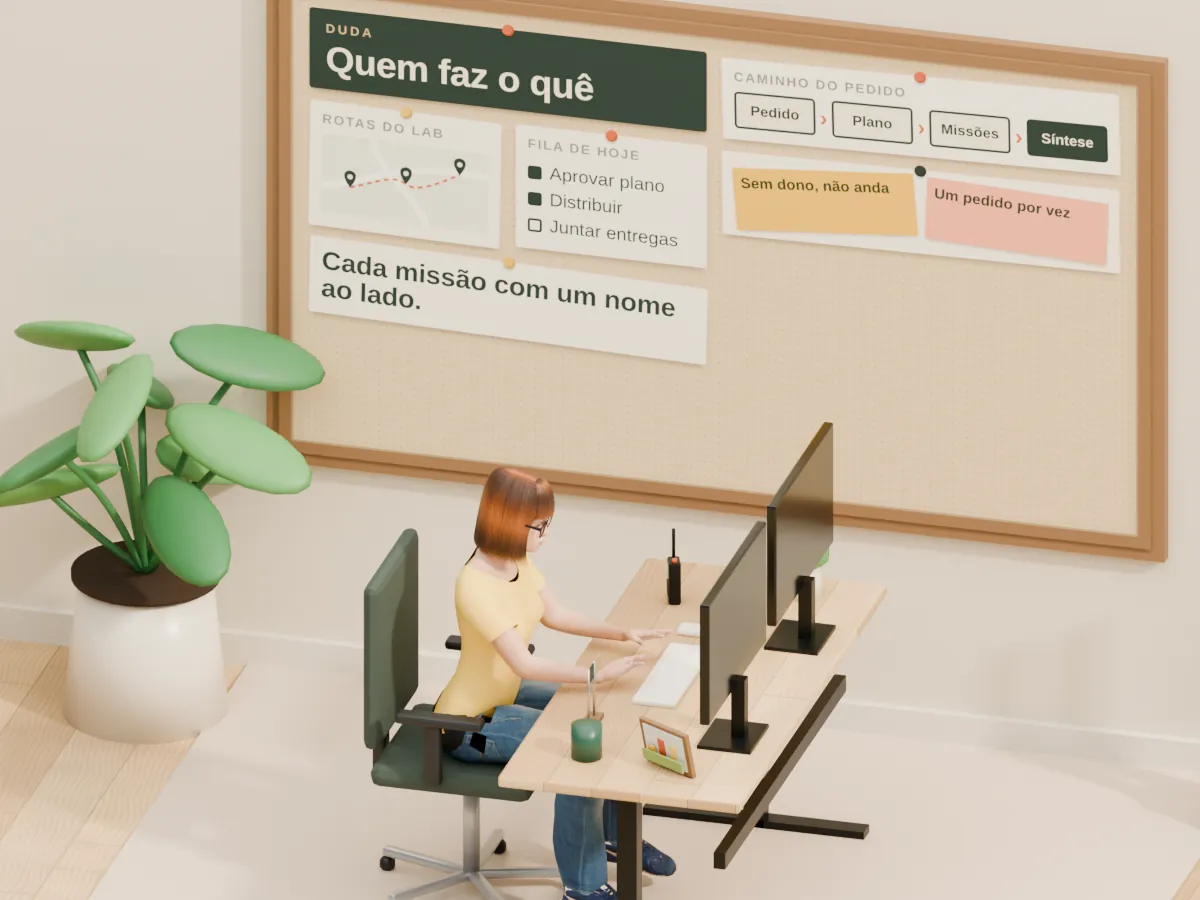 DUDA
Quem faz o quê
ROTAS DO LAB
FILA DE HOJE
Aprovar plano
Distribuir
Juntar entregas
Cada missão com um nome
ao lado.
CAMINHO DO PEDIDO
Pedido › Plano › Missões › Síntese
Sem dono, não anda
Um pedido por vez